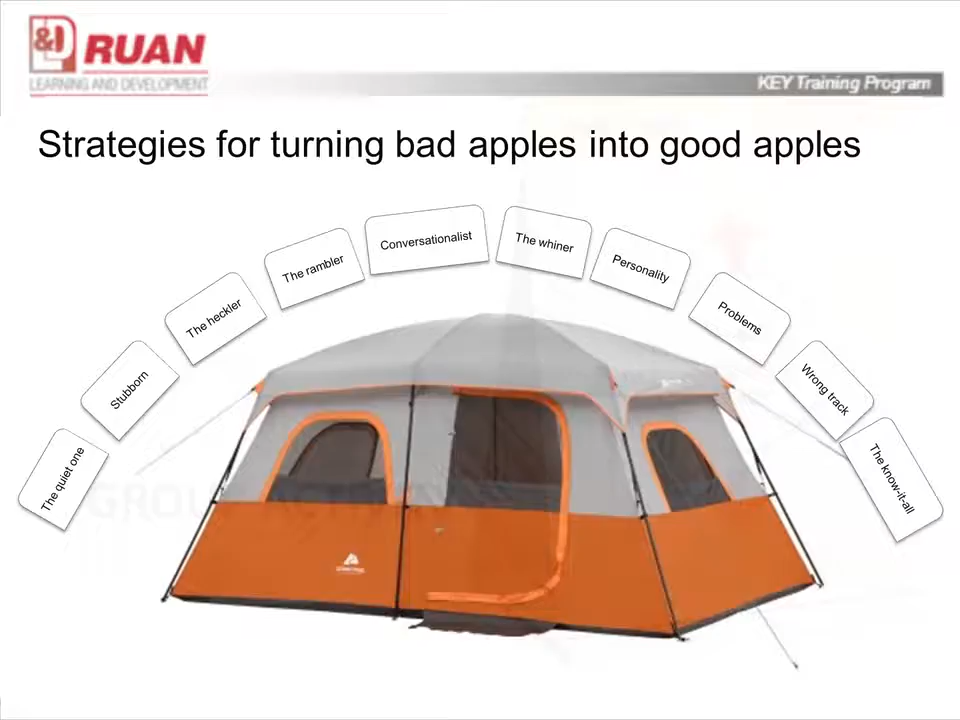 L&D RUAN
LEARNING AND DEVELOPMENT
KEY Training Program
Strategies for turning bad apples into good apples
The quiet one
Stubborn
The heckler
The rambler
Conversationalist
The whiner
Personality
Problems
Wrong track
The know-it-all